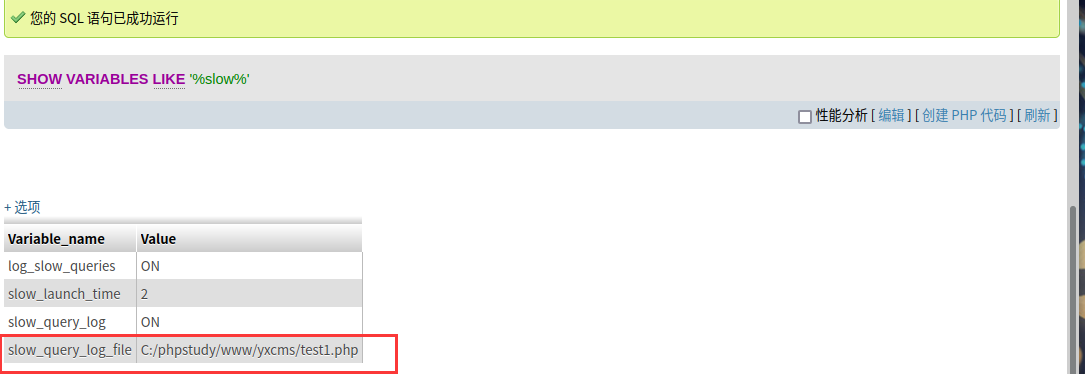 您的 SQL 语句已成功运行
SHOW VARIABLES LIKE '%slow%'
性能分析 [ 编辑 ] [ 创建 PHP 代码 ] [ 刷新 ]
+ 选项
Variable_name Value
log_slow_queries ON
slow_launch_time 2
slow_query_log ON
slow_query_log_file C:/phpstudy/www/yxcms/test1.php